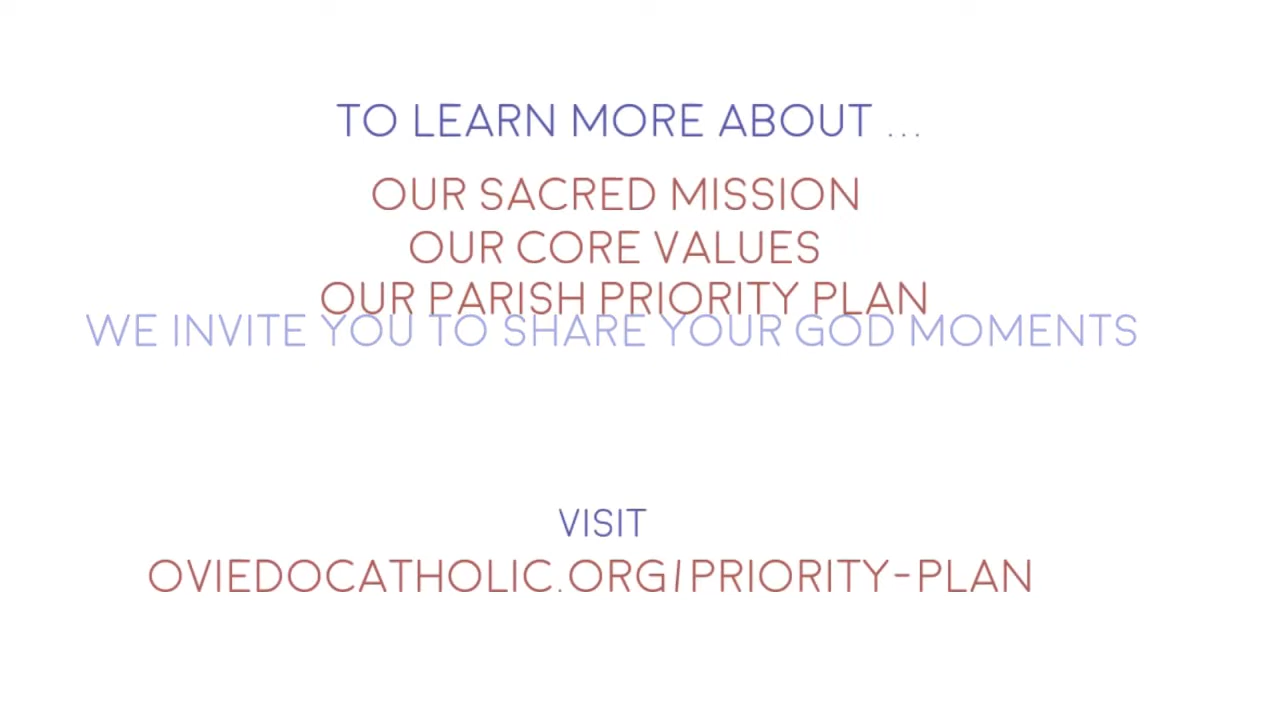 TO LEARN MORE ABOUT ...
OUR SACRED MISSION
OUR CORE VALUES
OUR PARISH PRIORITY PLAN
WE INVITE YOU TO SHARE YOUR GOD MOMENTS
VISIT
OVIEDOCATHOLIC.ORG/PRIORITY-PLAN